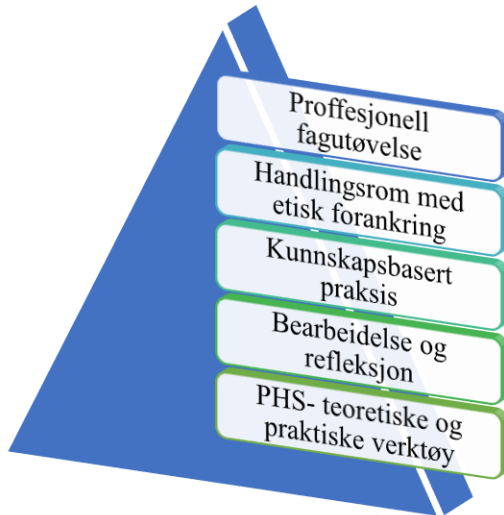 Proffesjonell
fagutøvelse
Handlingsrom med
etisk forankring
Kunnskapsbasert
praksis
Bearbeidelse og
refleksjon
PHS- teoretiske og
praktiske verktøy